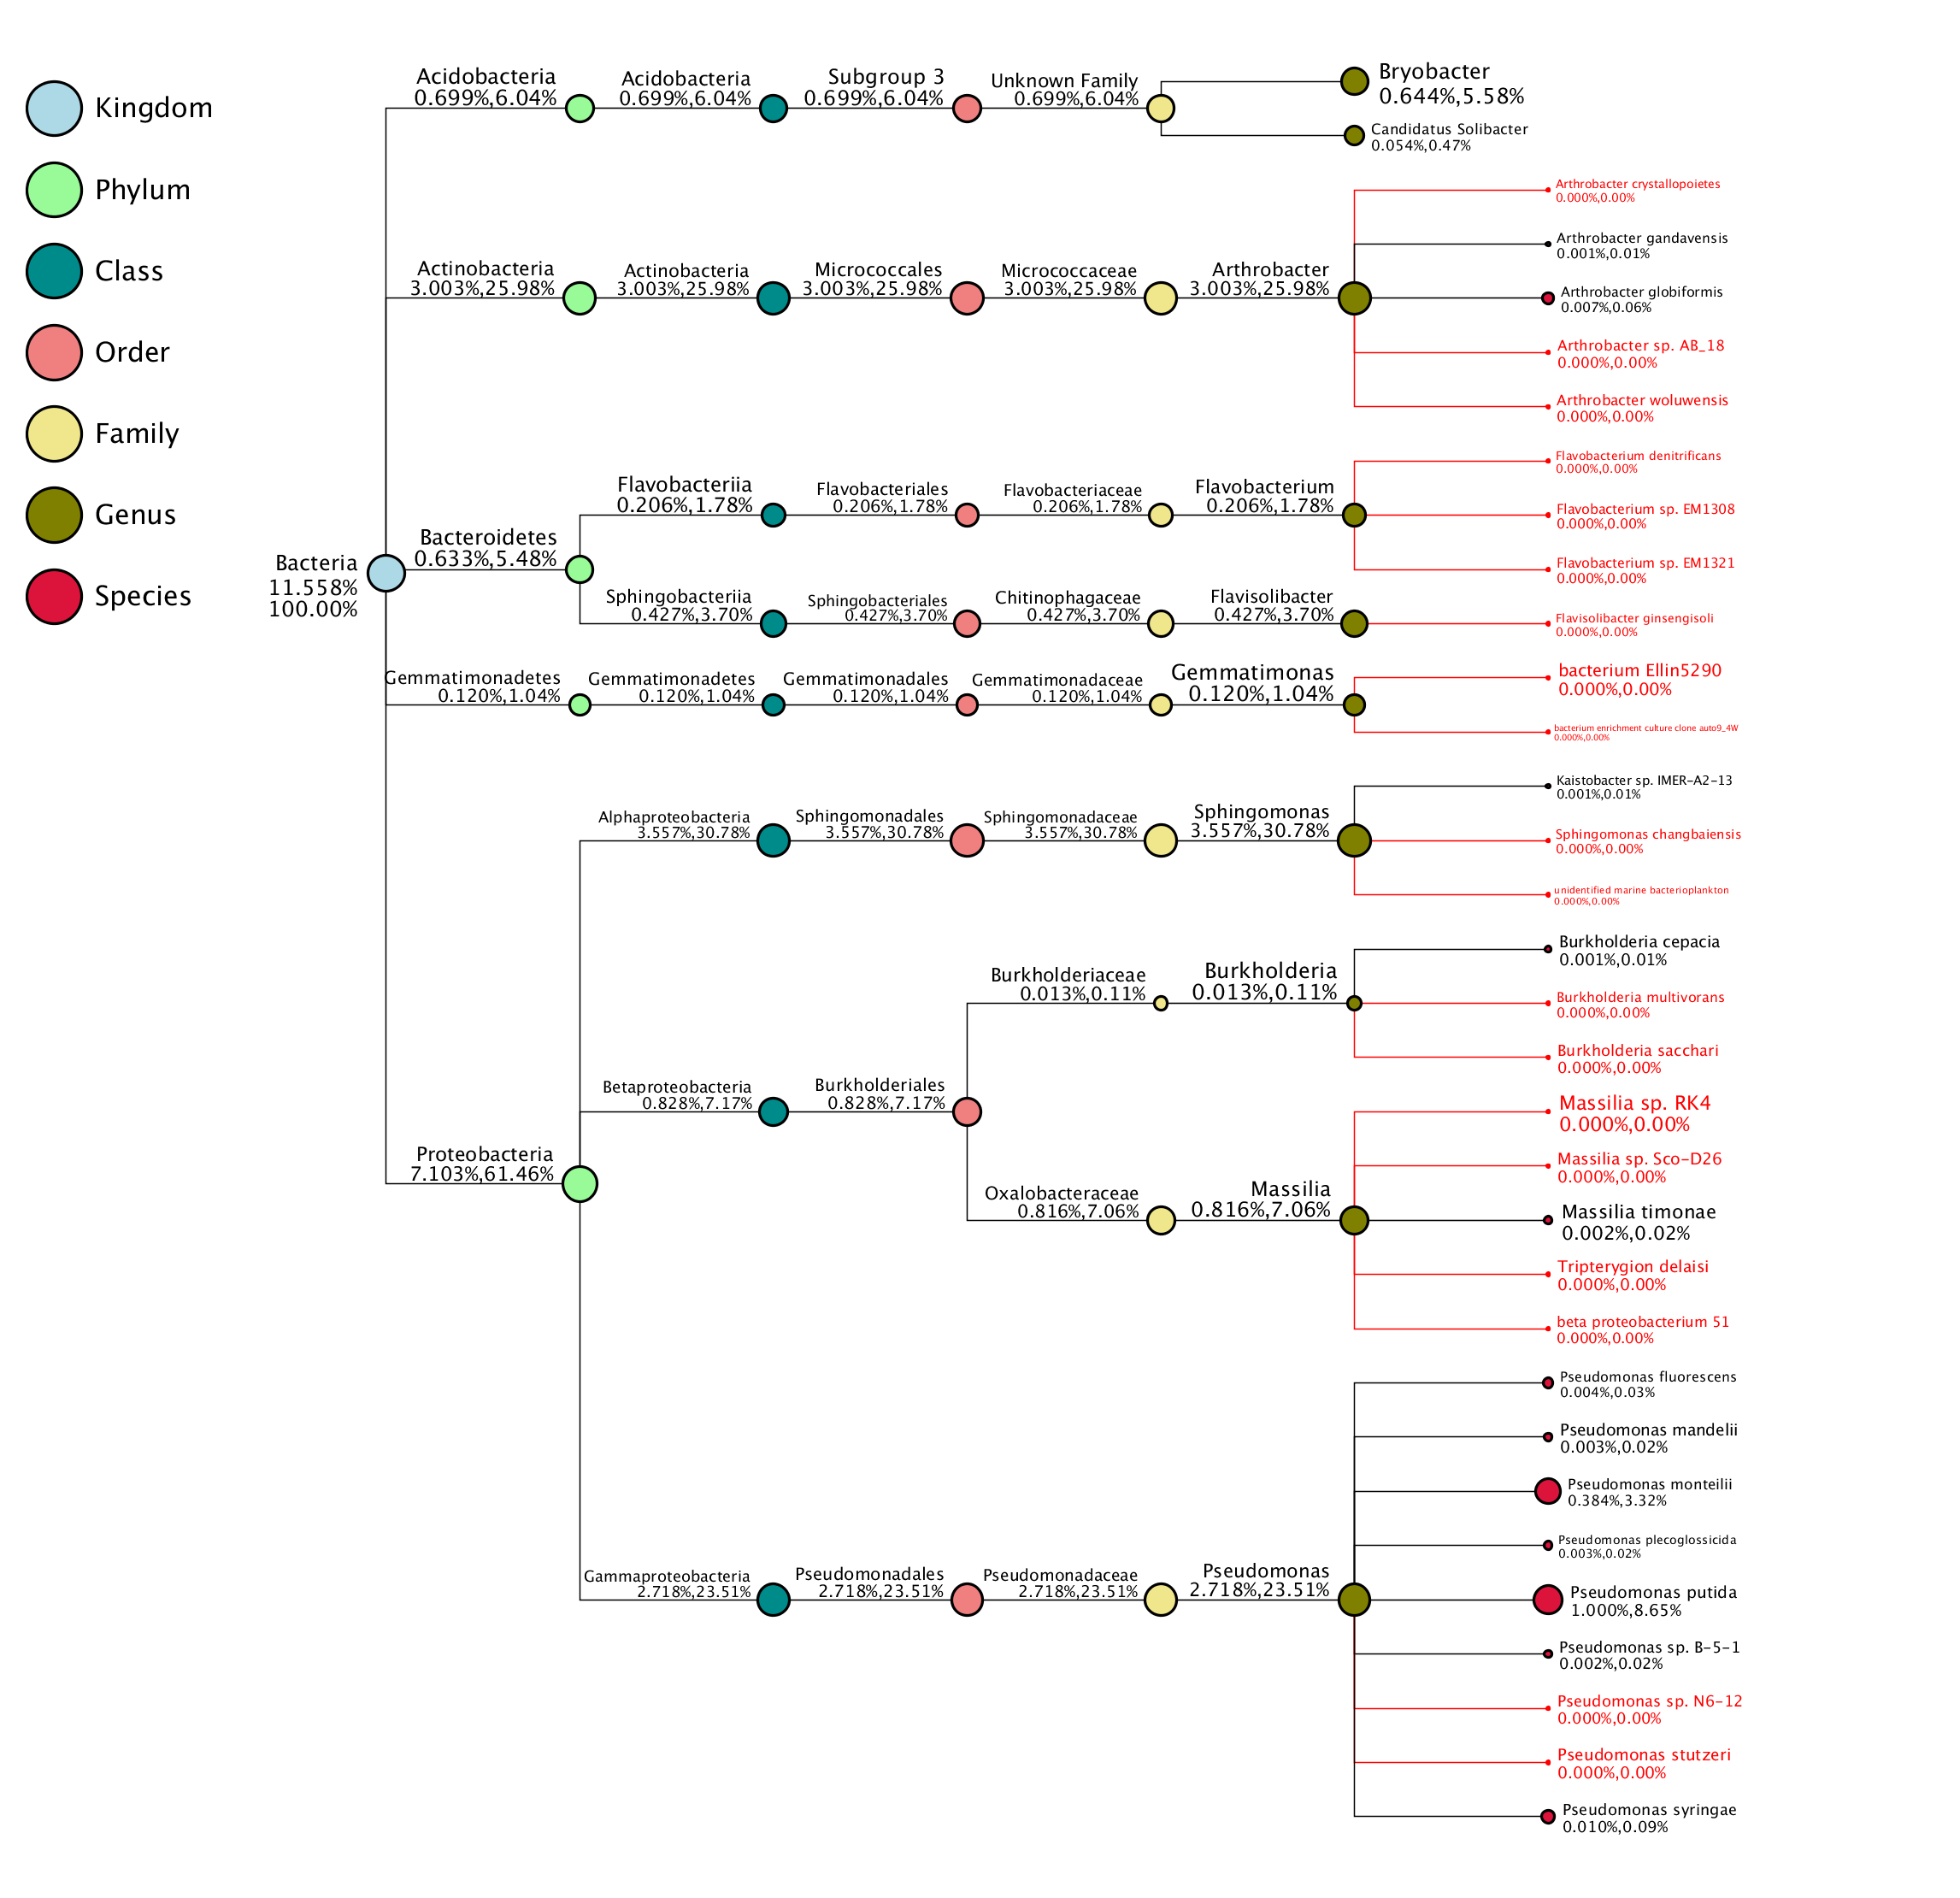 Kingdom
Phylum
Class
Order
Family
Genus
Species
Bacteria
11.558%
100.00%
Acidobacteria
0.699%,6.04%
Acidobacteria
0.699%,6.04%
Subgroup 3
0.699%,6.04%
Unknown Family
0.699%,6.04%
Bryobacter
0.644%,5.58%
Candidatus Solibacter
0.054%,0.47%
Actinobacteria
3.003%,25.98%
Actinobacteria
3.003%,25.98%
Micrococcales
3.003%,25.98%
Micrococcaceae
3.003%,25.98%
Arthrobacter
3.003%,25.98%
Arthrobacter crystallopoietes
0.000%,0.00%
Arthrobacter gandavensis
0.001%,0.01%
Arthrobacter globiformis
0.007%,0.06%
Arthrobacter sp. AB_18
0.000%,0.00%
Arthrobacter woluwensis
0.000%,0.00%
Bacteroidetes
0.633%,5.48%
Flavobacteriia
0.206%,1.78%
Flavobacteriales
0.206%,1.78%
Flavobacteriaceae
0.206%,1.78%
Flavobacterium
0.206%,1.78%
Flavobacterium denitrificans
0.000%,0.00%
Flavobacterium sp. EM1308
0.000%,0.00%
Flavobacterium sp. EM1321
0.000%,0.00%
Sphingobacteriia
0.427%,3.70%
Sphingobacteriales
0.427%,3.70%
Chitinophagaceae
0.427%,3.70%
Flavisolibacter
0.427%,3.70%
Flavisolibacter ginsengisoli
0.000%,0.00%
Gemmatimonadetes
0.120%,1.04%
Gemmatimonadetes
0.120%,1.04%
Gemmatimonadales
0.120%,1.04%
Gemmatimonadaceae
0.120%,1.04%
Gemmatimonas
0.120%,1.04%
bacterium Ellin5290
0.000%,0.00%
bacterium enrichment culture clone auto9_4W
0.000%,0.00%
Proteobacteria
7.103%,61.46%
Alphaproteobacteria
3.557%,30.78%
Sphingomonadales
3.557%,30.78%
Sphingomonadaceae
3.557%,30.78%
Sphingomonas
3.557%,30.78%
Kaistobacter sp. IMER-A2-13
0.001%,0.01%
Sphingomonas changbaiensis
0.000%,0.00%
unidentified marine bacterioplankton
0.000%,0.00%
Betaproteobacteria
0.828%,7.17%
Burkholderiales
0.828%,7.17%
Burkholderiaceae
0.013%,0.11%
Burkholderia
0.013%,0.11%
Burkholderia cepacia
0.001%,0.01%
Burkholderia multivorans
0.000%,0.00%
Burkholderia sacchari
0.000%,0.00%
Oxalobacteraceae
0.816%,7.06%
Massilia
0.816%,7.06%
Massilia sp. RK4
0.000%,0.00%
Massilia sp. Sco-D26
0.000%,0.00%
Massilia timonae
0.002%,0.02%
Tripterygion delaisi
0.000%,0.00%
beta proteobacterium 51
0.000%,0.00%
Gammaproteobacteria
2.718%,23.51%
Pseudomonadales
2.718%,23.51%
Pseudomonadaceae
2.718%,23.51%
Pseudomonas
2.718%,23.51%
Pseudomonas fluorescens
0.004%,0.03%
Pseudomonas mandelii
0.003%,0.02%
Pseudomonas monteilii
0.384%,3.32%
Pseudomonas plecoglossicida
0.003%,0.02%
Pseudomonas putida
1.000%,8.65%
Pseudomonas sp. B-5-1
0.002%,0.02%
Pseudomonas sp. N6-12
0.000%,0.00%
Pseudomonas stutzeri
0.000%,0.00%
Pseudomonas syringae
0.010%,0.09%